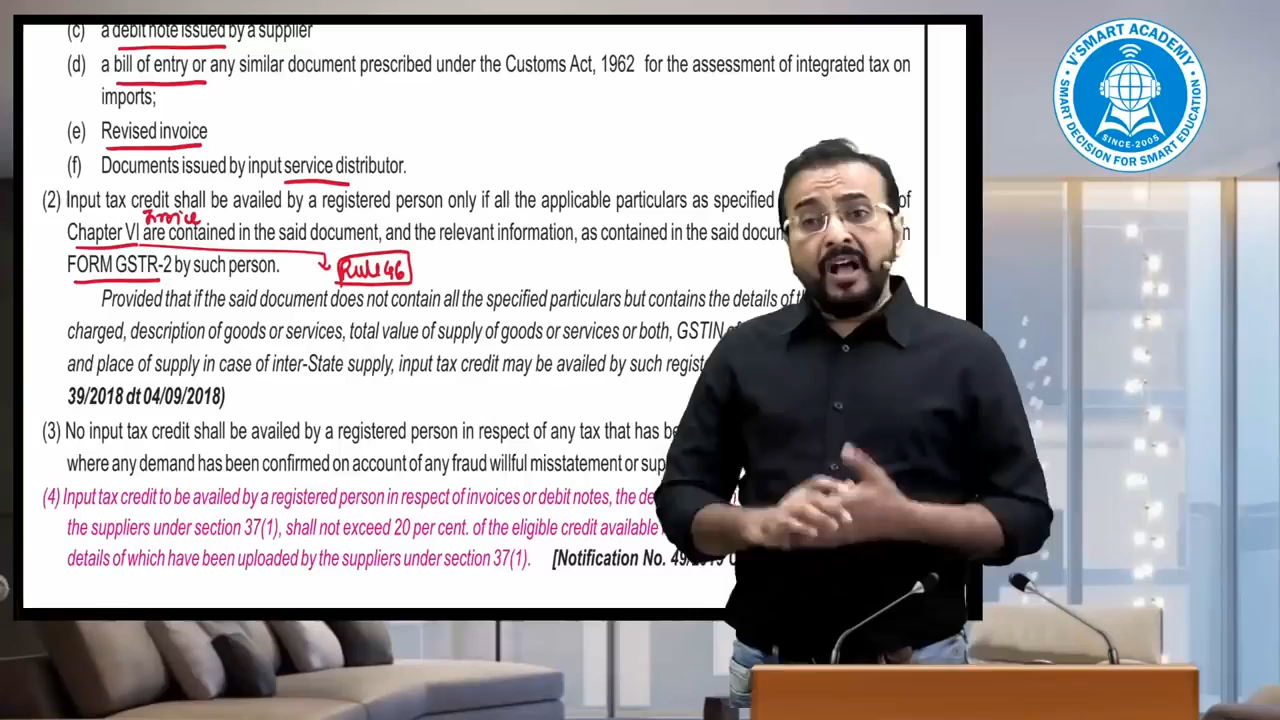 (c) a debit note issued by a supplier
(d) a bill of entry or any similar document prescribed under the Customs Act, 1962 for the assessment of integrated tax on
imports;
(e) Revised invoice
(f) Documents issued by input service distributor.
(2) Input tax credit shall be availed by a registered person only if all the applicable particulars as specified of
Invoice
Chapter VI are contained in the said document, and the relevant information, as contained in the said
FORM GSTR-2 by such person.
Rule 46
Provided that if the said document does not contain all the specified particulars but contains the details of
charged, description of goods or services, total value of supply of goods or services or both, GSTIN
and place of supply in case of inter-State supply, input tax credit may be availed by such
39/2018 dt 04/09/2018)
(3) No input tax credit shall be availed by a registered person in respect of any tax that has
where any demand has been confirmed on account of any fraud willful misstatement or
(4) Input tax credit to be availed by a registered person in respect of invoices or debit notes, the
the suppliers under section 37(1), shall not exceed 20 per cent. of the eligible credit available
details of which have been uploaded by the suppliers under section 37(1). [Notification No.
V'SMART ACADEMY
SMART DECISION FOR SMART EDUCATION
SINCE-2005